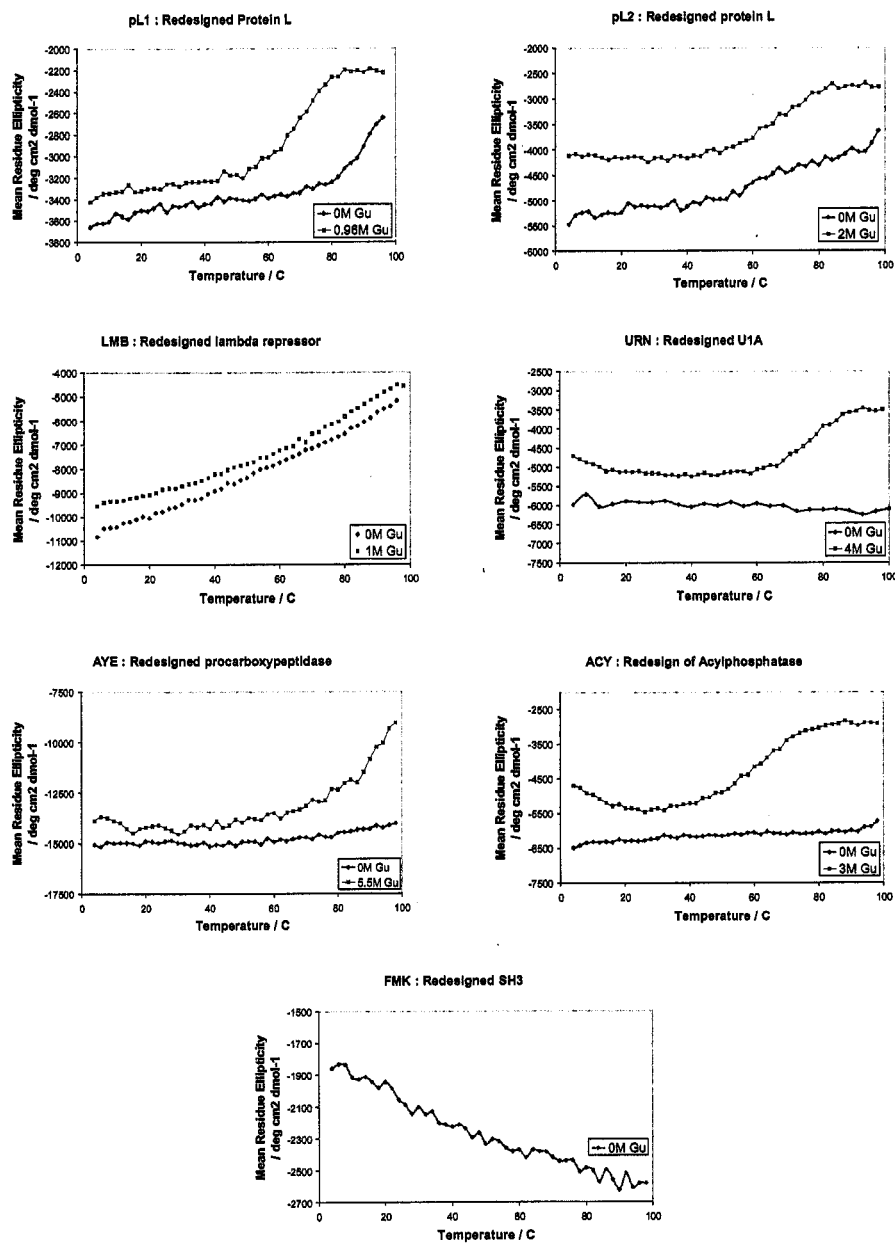 pL1 : Redesigned Protein L
Mean Residue Ellipticity
/ deg cm2 dmol-1
-2000
-2200
-2400
-2600
-2800
-3000
-3200
-3400
-3600
-3800
0
20
40
60
80
100
0M Gu
0.96M Gu
Temperature / C
pL2 : Redesigned protein L
Mean Residue Ellipticity
/ deg cm2 dmol-1
-2000
-2500
-3000
-3500
-4000
-4500
-5000
-5500
-6000
0
20
40
60
80
100
0M Gu
2M Gu
Temperature / C
LMB : Redesigned lambda repressor
Mean Residue Ellipticity
/ deg cm2 dmol-1
-4000
-5000
-6000
-7000
-8000
-9000
-10000
-11000
-12000
0
20
40
60
80
100
0M Gu
1M Gu
Temperature / C
URN : Redesigned U1A
Mean Residue Ellipticity
/ deg cm2 dmol-1
-2500
-3500
-4500
-5500
-6500
-7500
0
20
40
60
80
100
0M Gu
4M Gu
Temperature / C
AYE : Redesigned procarboxypeptidase
Mean Residue Ellipticity
/ deg cm2 dmol-1
-7500
-10000
-12500
-15000
-17500
0
20
40
60
80
100
0M Gu
5.5M Gu
Temperature / C
ACY : Redesign of Acylphosphatase
Mean Residue Ellipticity
/ deg cm2 dmol-1
-2500
-3500
-4500
-5500
-6500
-7500
0
20
40
60
80
100
0M Gu
3M Gu
Temperature / C
FMK : Redesigned SH3
Mean Residue Ellipticity
/ deg cm2 dmol-1
-1500
-1700
-1900
-2100
-2300
-2500
-2700
0
20
40
60
80
100
0M Gu
Temperature / C